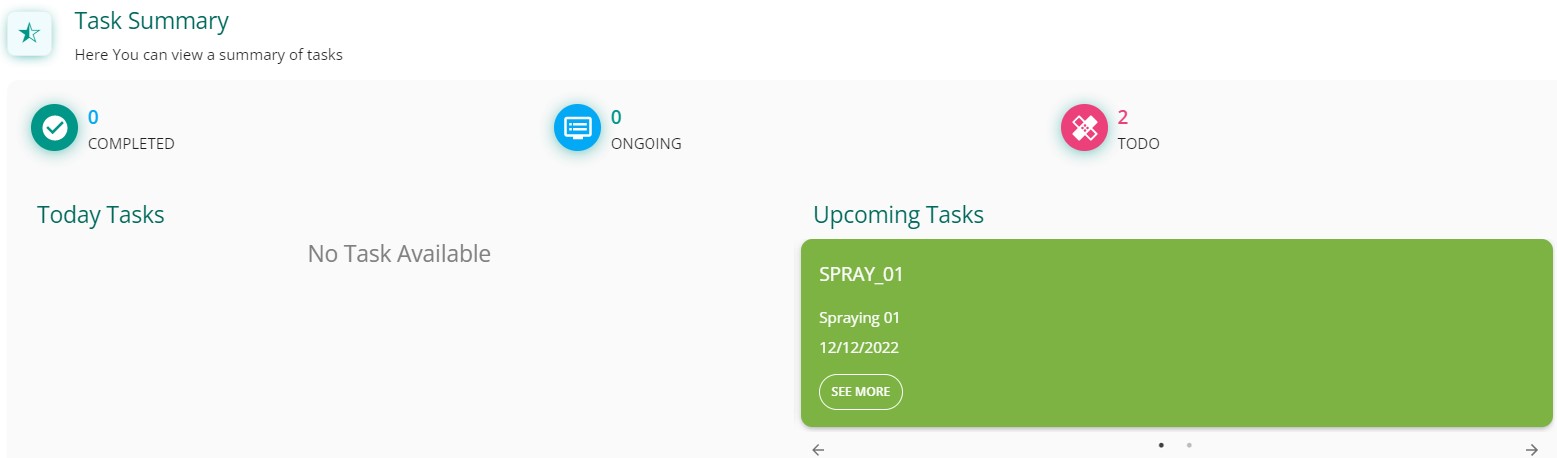 Task Summary
Here You can view a summary of tasks
0
COMPLETED
0
ONGOING
2
TODO
Today Tasks
No Task Available
Upcoming Tasks
SPRAY_01
Spraying 01
12/12/2022
SEE MORE